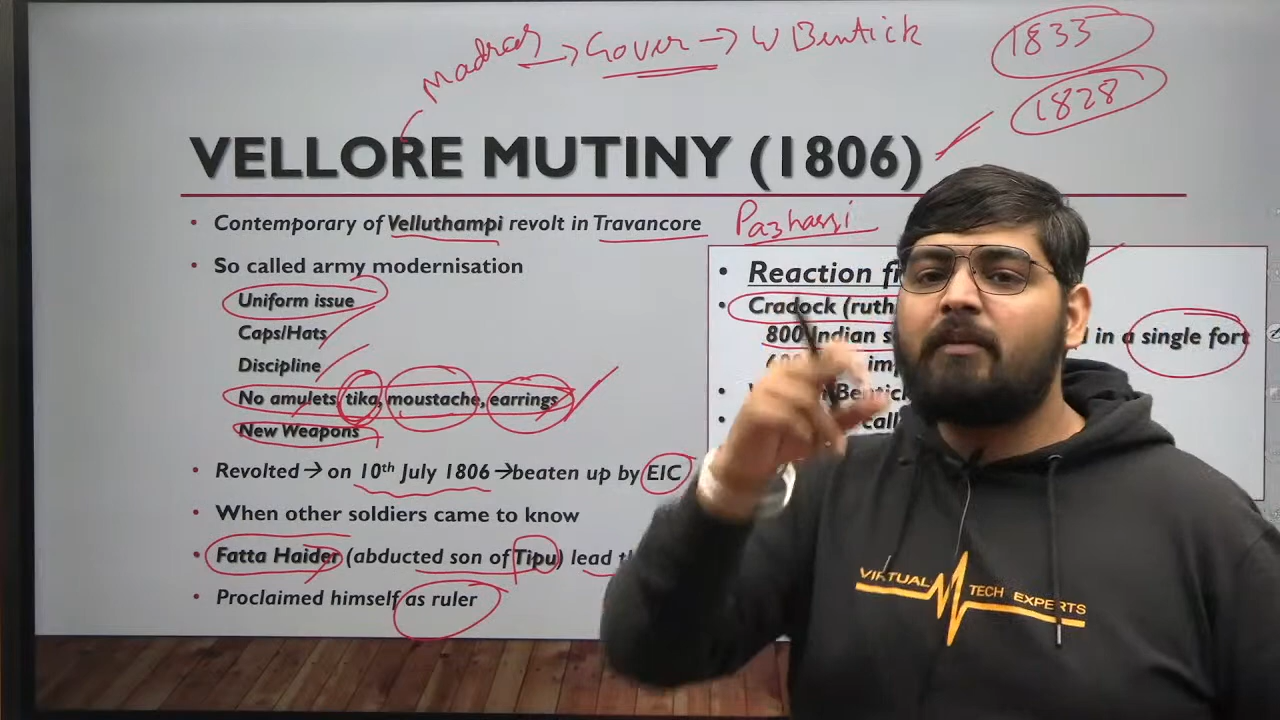 Madras → Gover → W Bentick
1833
1828
VELLORE MUTINY (1806)
• Contemporary of Velluthampi revolt in Travancore
Pazhassi
• So called army modernisation
Uniform issue
Caps/Hats
Discipline
No amulets, tika, moustache, earrings
New Weapons
• Revolted → on 10th July 1806 → beaten up by EIC
• When other soldiers came to know
• Fatta Haider (abducted son of Tipu) lead
• Proclaimed himself as ruler
• Reaction
• Cradock
800 Indian in a single fort
• Bentick
•
VIRTUAL TECH EXPERTS